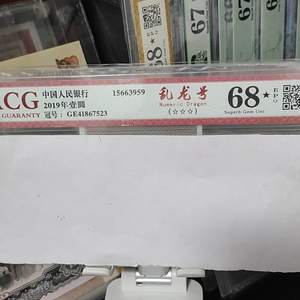 ACG 中国人民银行 15663959 乱龙号 68★ EPQ
GUARANTY 2019年壹圆 Numeric Dragon
冠号: GE41867523 (☆☆☆) Superb Gem Unc